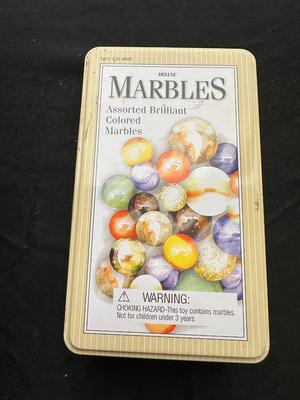 DELUXE
MARBLES
Assorted Brilliant
Colored
Marbles
WARNING:
CHOKING HAZARD-This toy contains marbles.
Not for children under 3 years.